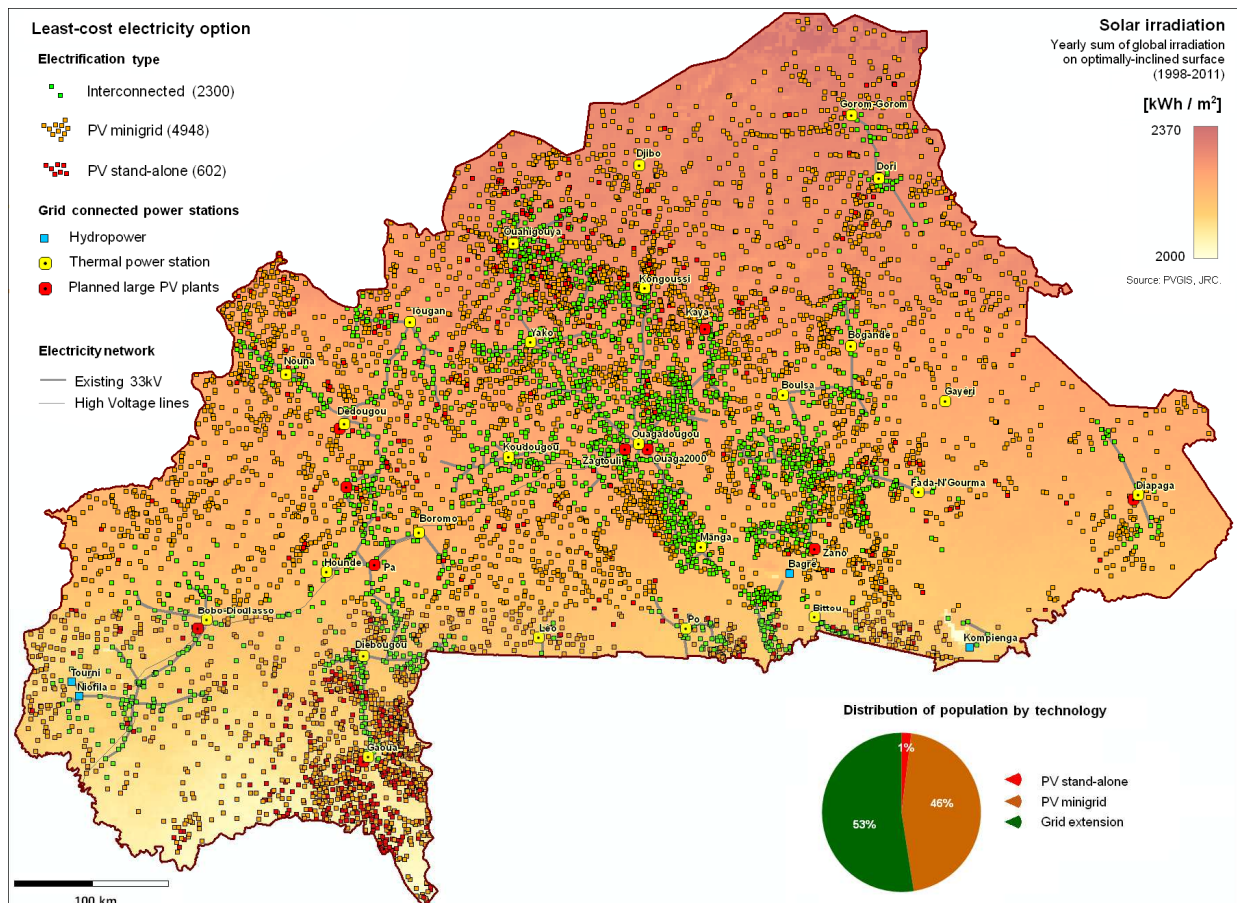 Least-cost electricity option
Electrification type
Interconnected (2300)
PV minigrid (4948)
PV stand-alone (602)
Grid connected power stations
Hydropower
Thermal power station
Planned large PV plants
Electricity network
Existing 33kV
High Voltage lines
Solar irradiation
Yearly sum of global irradiation
on optimally-inclined surface
(1998-2011)
[kWh / m²]
2370
2000
Source: PVGIS, JRC.
Gorom-Gorom
Djibo
Dori
Ouahigouya
Kongoussi
Kaya
Tougan
Yako
Bogande
Nouna
Boulsa
Gayeri
Dedougou
Ouagadougou
Koudougou
Zagtouli
Ouaga2000
Fada-N'Gourma
Diapaga
Boromo
Manga
Zano
Hounde
Pa
Bagre
Bobo-Dioulasso
Bittou
Leo
Po
Kompienga
Diebougou
Tourni
Niofila
Gaoua
Distribution of population by technology
1%
46%
53%
PV stand-alone
PV minigrid
Grid extension
100 km